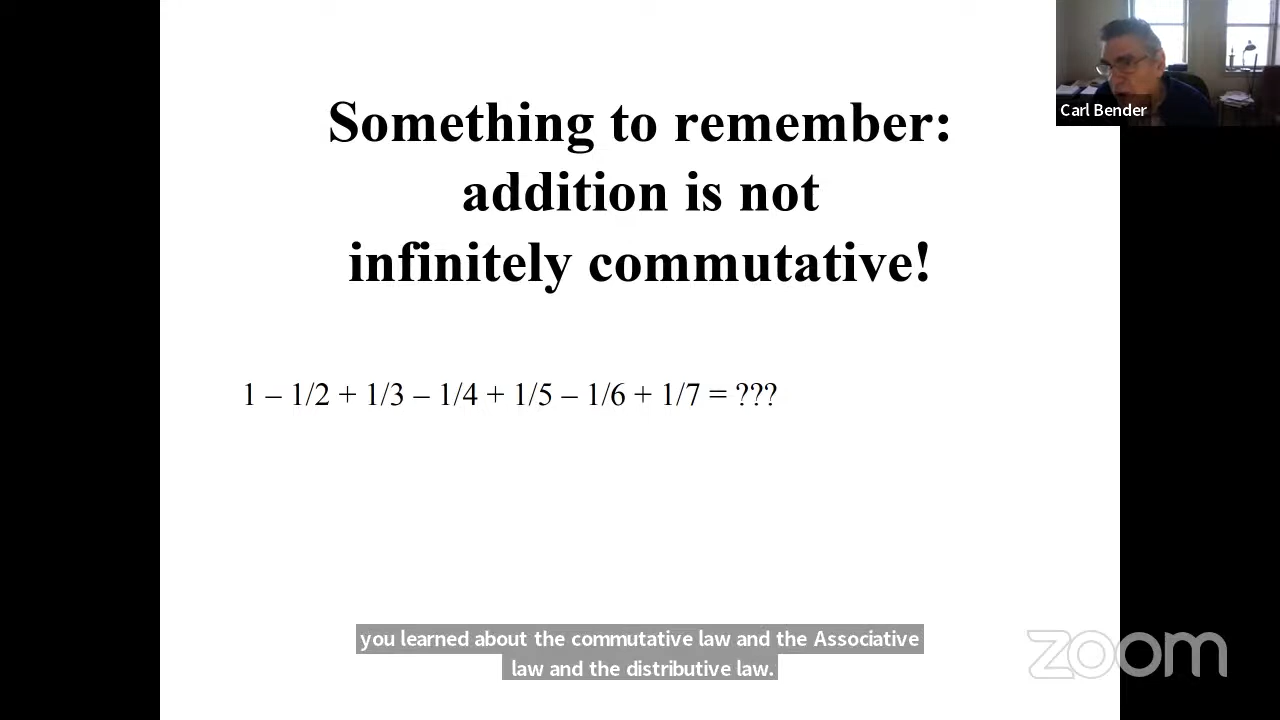 Something to remember:
addition is not
infinitely commutative!
Carl Bender
1 – 1/2 + 1/3 – 1/4 + 1/5 – 1/6 + 1/7 = ???
you learned about the commutative law and the Associative
law and the distributive law.
zoom